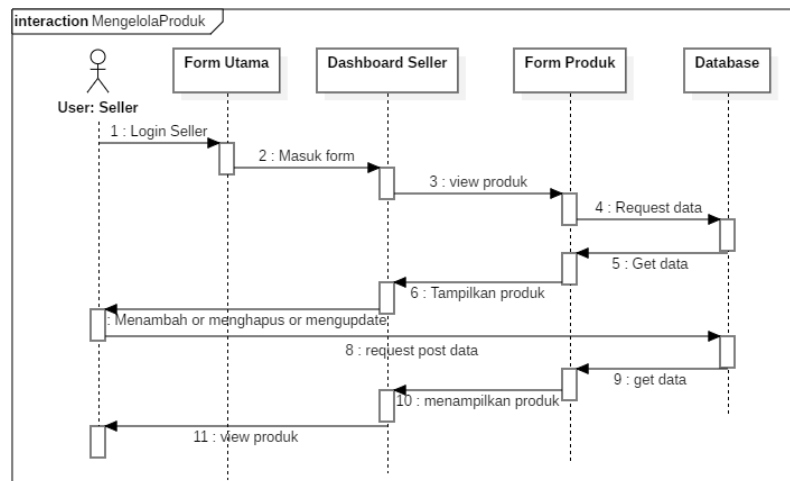 interaction MengelolaProduk
Form Utama
Dashboard Seller
Form Produk
Database
User: Seller
1 : Login Seller
2 : Masuk form
3 : view produk
4 : Request data
5 : Get data
6 : Tampilkan produk
: Menambah or menghapus or mengupdate
8 : request post data
9 : get data
10 : menampilkan produk
11 : view produk